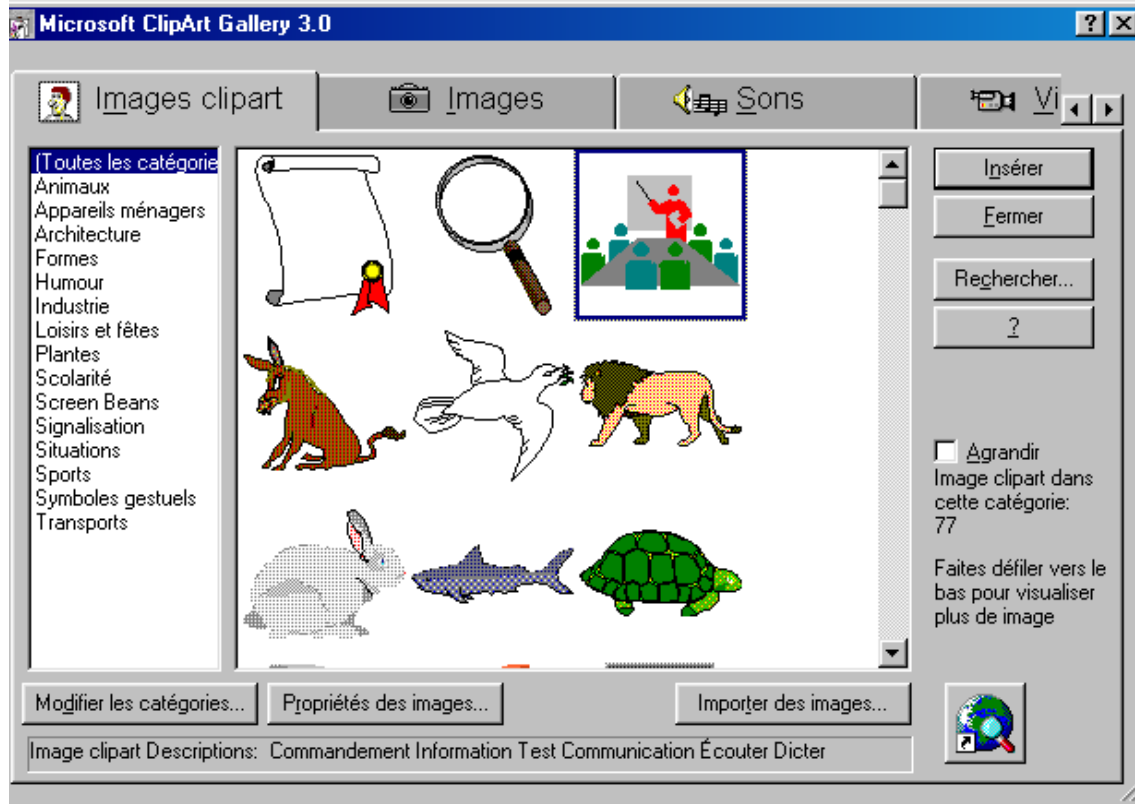 Microsoft ClipArt Gallery 3.0
Images clipart
Images
Sons
Vi
(Toutes les catégorie
Animaux
Appareils ménagers
Architecture
Formes
Humour
Industrie
Loisirs et fêtes
Plantes
Scolarité
Screen Beans
Signalisation
Situations
Sports
Symboles gestuels
Transports
Insérer
Fermer
Rechercher...
?
Agrandir
Image clipart dans
cette catégorie:
77
Faites défiler vers le
bas pour visualiser
plus de image
Modifier les catégories...
Propriétés des images...
Importer des images...
Image clipart Descriptions: Commandement Information Test Communication Écouter Dicter